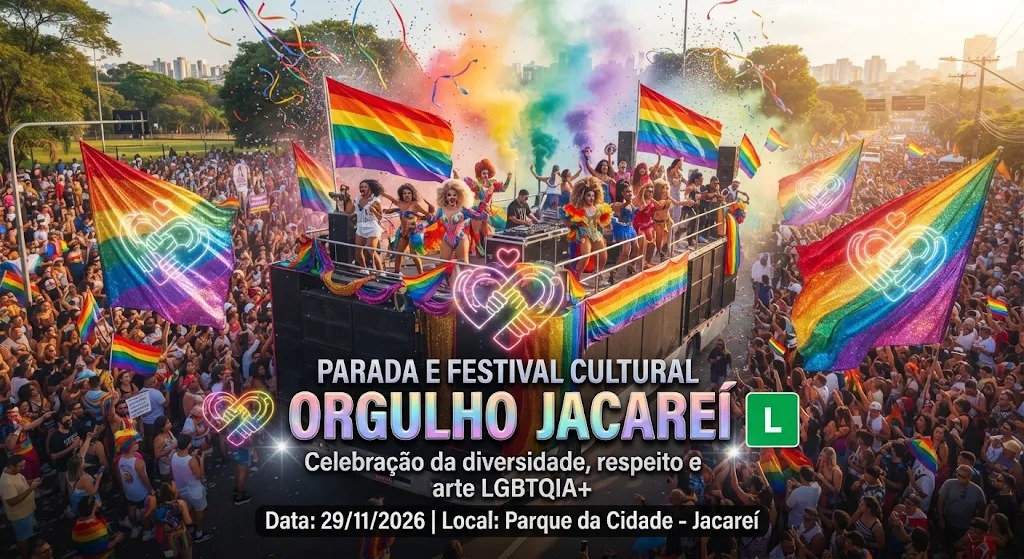 PARADA E FESTIVAL CULTURAL
ORGULHO JACAREÍ L
Celebração da diversidade, respeito e
arte LGBTQIA+
Data: 29/11/2026 | Local: Parque da Cidade - Jacareí